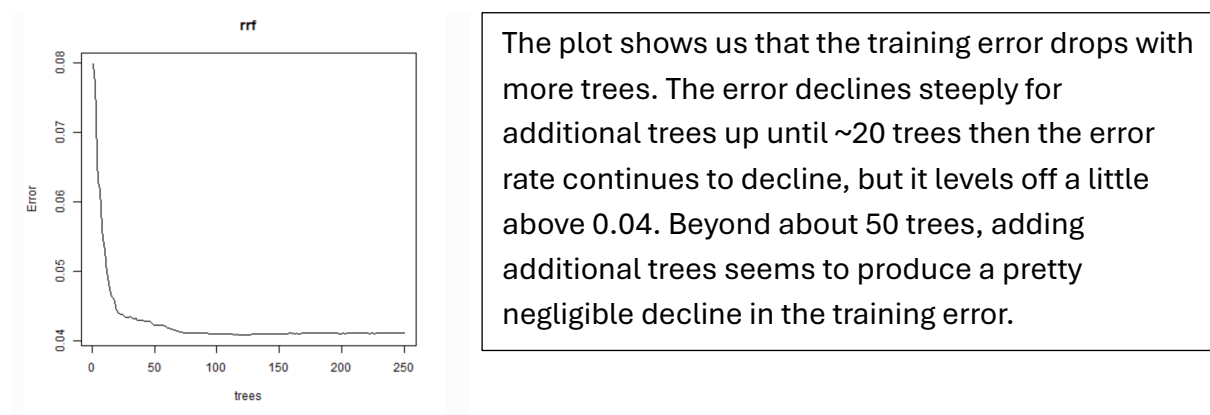 rrf
0.08
0.07
0.06
0.05
0.04
Error
0
50
100
150
200
250
trees
The plot shows us that the training error drops with
more trees. The error declines steeply for
additional trees up until ~20 trees then the error
rate continues to decline, but it levels off a little
above 0.04. Beyond about 50 trees, adding
additional trees seems to produce a pretty
negligible decline in the training error.